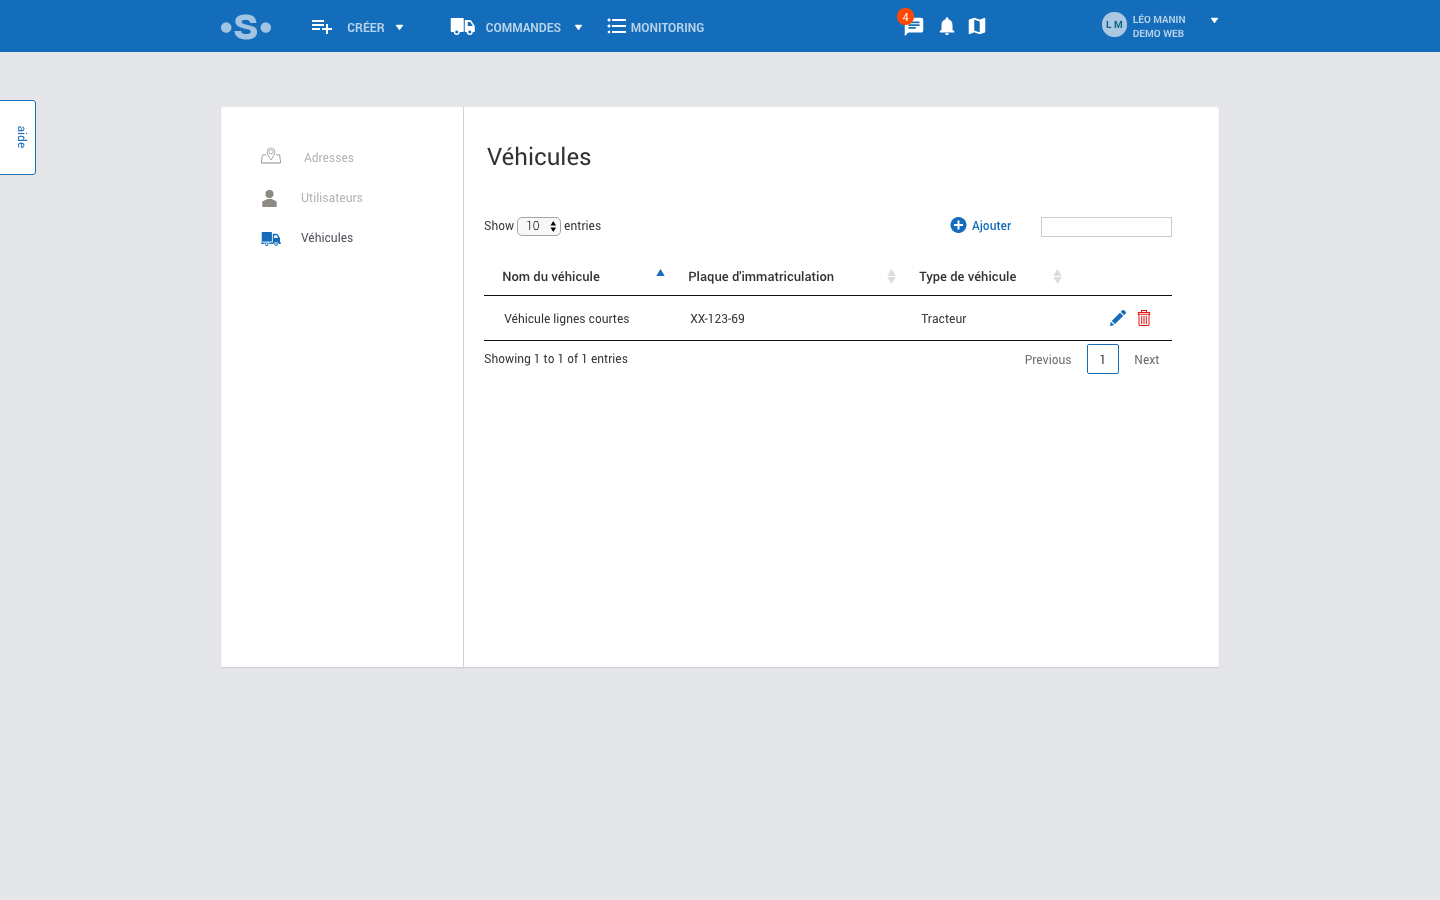 S
CRÉER
COMMANDES
MONITORING
4
L M
LÉO MANIN
DEMO WEB
aide
Adresses
Utilisateurs
Véhicules
Véhicules
Show 10 entries
Ajouter
Nom du véhicule Plaque d'immatriculation Type de véhicule
Véhicule lignes courtes XX-123-69 Tracteur
Showing 1 to 1 of 1 entries
Previous 1 Next